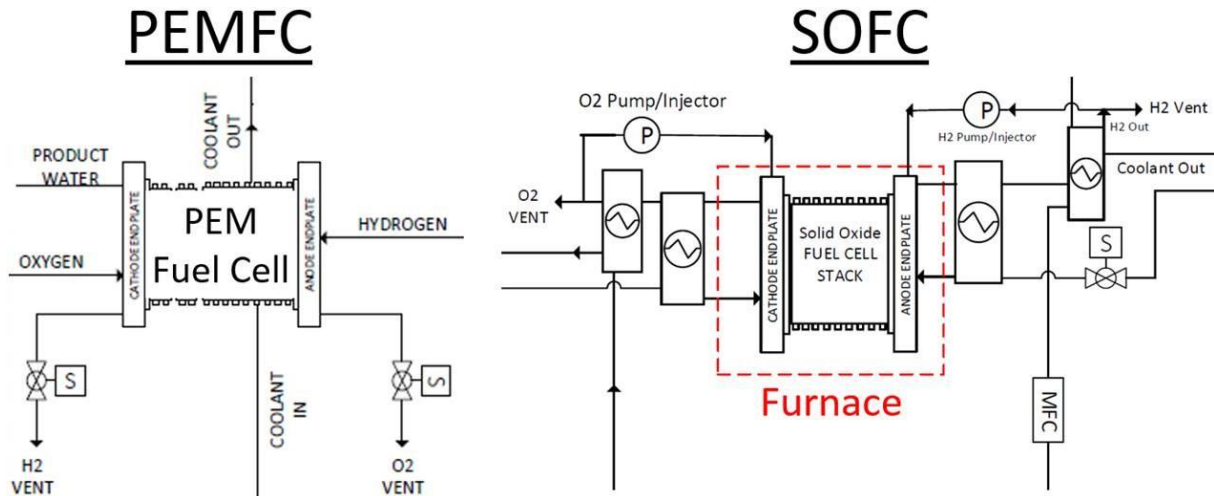 PEMFC
COOLANT
OUT
PRODUCT
WATER
CATHODE ENDPLATE
PEM
Fuel Cell
ANODE ENDPLATE
HYDROGEN
OXYGEN
S
S
COOLANT
IN
H2
VENT
O2
VENT
SOFC
O2 Pump/Injector
P
P
H2 Pump/Injector
H2 Vent
H2 Out
Coolant Out
O2
VENT
CATHODE ENDPLATE
Solid Oxide
FUEL CELL
STACK
ANODE ENDPLATE
S
Furnace
MFC